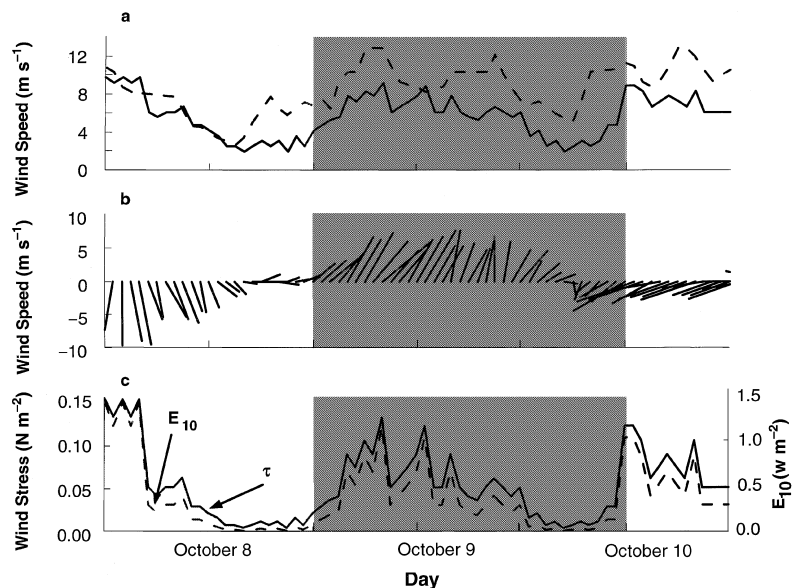 a
Wind Speed (m s⁻¹)
12
8
4
0
b
Wind Speed (m s⁻¹)
10
5
0
−5
−10
c
Wind Stress (N m⁻²)
0.15
0.10
0.05
0.00
E₁₀
τ
1.5
1.0
0.5
0.0
E₁₀(w m⁻²)
October 8
October 9
October 10
Day